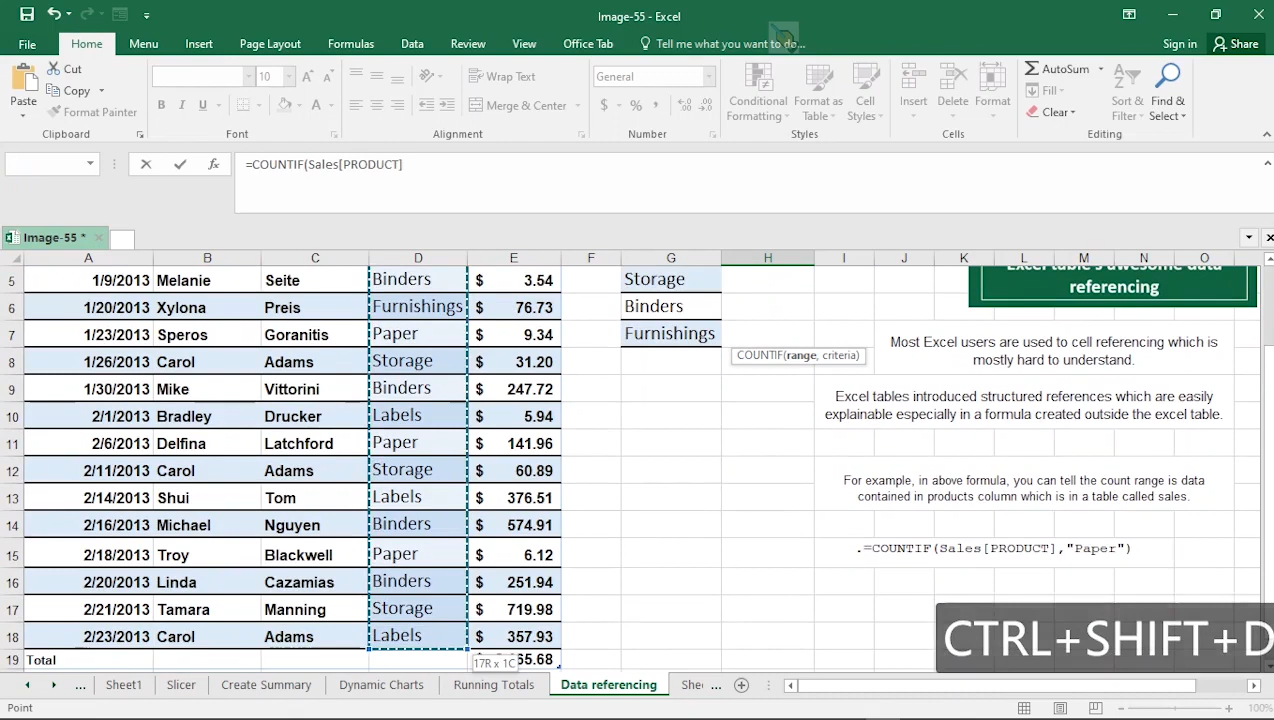 Image-55 - Excel
File Home Menu Insert Page Layout Formulas Data Review View Office Tab Tell me what you want to do... Sign in Share
Cut
Copy
Format Painter
Paste
Clipboard
10
B I U
A
Font
Wrap Text
Merge & Center
Alignment
General
$ % ,
Number
Conditional Formatting
Format as Table
Cell Styles
Styles
Insert
Delete
Format
Cells
AutoSum
Fill
Clear
Sort & Filter
Find & Select
Editing
fx =COUNTIF(Sales[PRODUCT]
Image-55 *
A B C D E F G H I J K L M N O
5 1/9/2013 Melanie Seite Binders $ 3.54 Storage
6 1/20/2013 Xylona Preis Furnishings $ 76.73 Binders
7 1/23/2013 Speros Goranitis Paper $ 9.34 Furnishings
8 1/26/2013 Carol Adams Storage $ 31.20
9 1/30/2013 Mike Vittorini Binders $ 247.72
10 2/1/2013 Bradley Drucker Labels $ 5.94
11 2/6/2013 Delfina Latchford Paper $ 141.96
12 2/11/2013 Carol Adams Storage $ 60.89
13 2/14/2013 Shui Tom Labels $ 376.51
14 2/16/2013 Michael Nguyen Binders $ 574.91
15 2/18/2013 Troy Blackwell Paper $ 6.12
16 2/20/2013 Linda Cazamias Binders $ 251.94
17 2/21/2013 Tamara Manning Storage $ 719.98
18 2/23/2013 Carol Adams Labels $ 357.93
19 Total
17R x 1C
COUNTIF(range, criteria)
Excel table's awesome data
referencing
Most Excel users are used to cell referencing which is
mostly hard to understand.
Excel tables introduced structured references which are easily
explainable especially in a formula created outside the excel table.
For example, in above formula, you can tell the count range is data
contained in products column which is in a table called sales.
.=COUNTIF(Sales[PRODUCT],"Paper")
CTRL+SHIFT+D
... Sheet1 Slicer Create Summary Dynamic Charts Running Totals Data referencing She ...
Point
100%